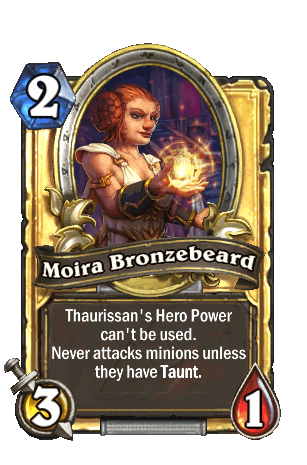 2
Moira Bronzebeard
Thaurissan's Hero Power
can't be used.
Never attacks minions unless
they have Taunt.
3
1